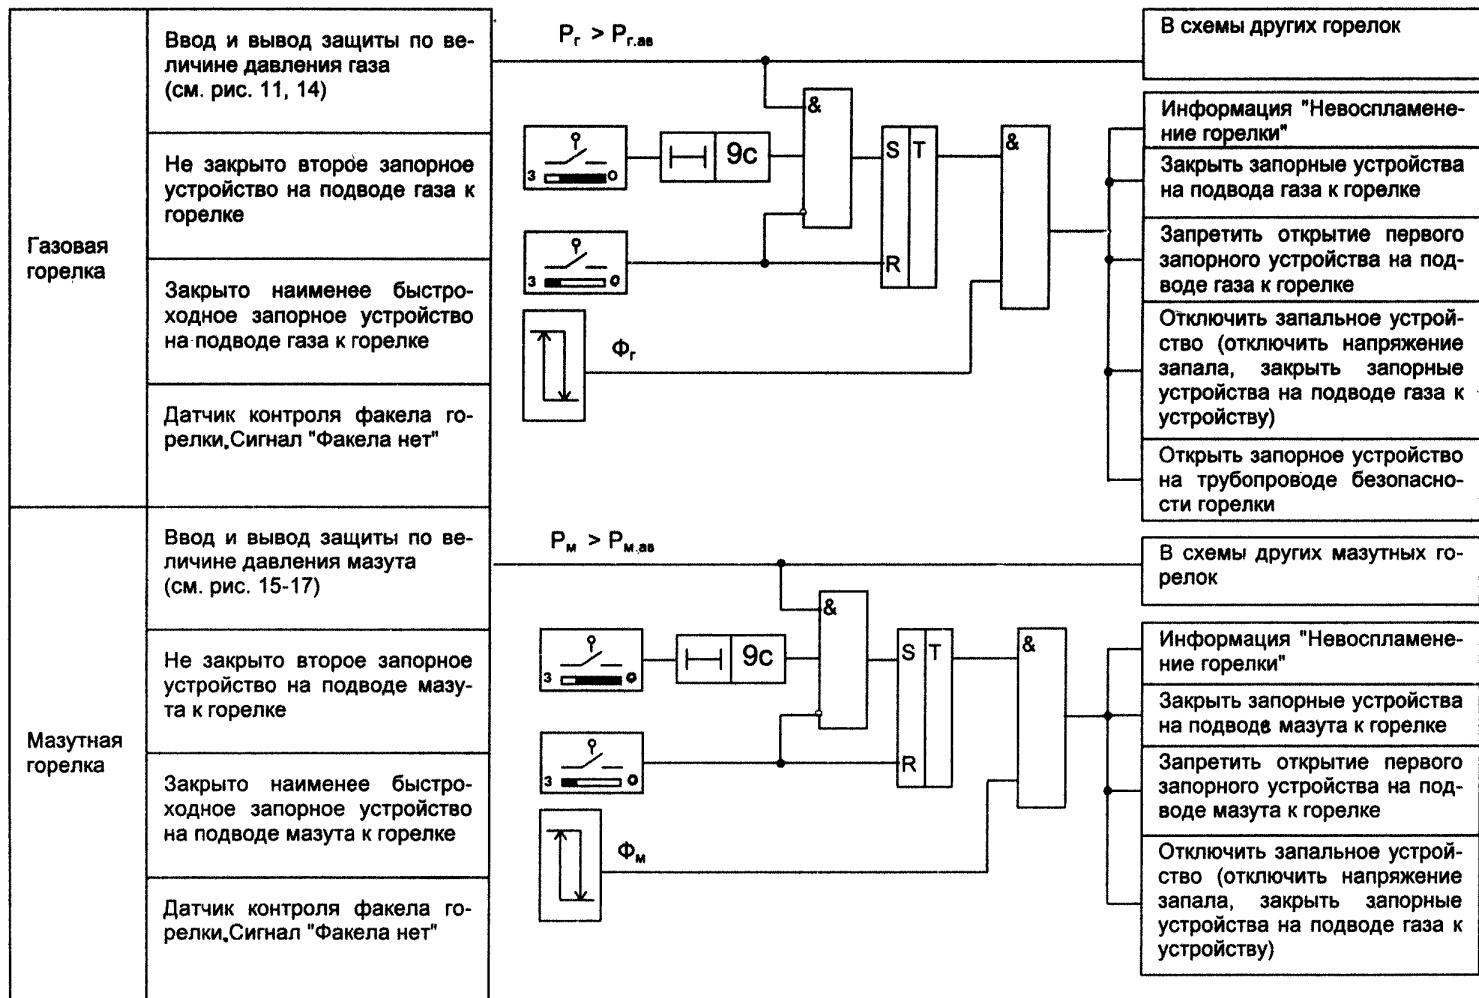 Газовая
горелка
Ввод и вывод защиты по ве-
личине давления газа
(см. рис. 11, 14)
Не закрыто второе запорное
устройство на подводе газа к
горелке
Закрыто наименее быстро-
ходное запорное устройство
на подводе газа к горелке
Датчик контроля факела го-
релки.Сигнал "Факела нет"
Pг > Pг.ав
&
З О
9с
S T
&
З О
R
Фг
В схемы других горелок
Информация "Невоспламене-
ние горелки"
Закрыть запорные устройства
на подвода газа к горелке
Запретить открытие первого
запорного устройства на под-
воде газа к горелке
Отключить запальное устрой-
ство (отключить напряжение
запала, закрыть запорные
устройства на подводе газа к
устройству)
Открыть запорное устройство
на трубопроводе безопасно-
сти горелки
Мазутная
горелка
Ввод и вывод защиты по ве-
личине давления мазута
(см. рис. 15-17)
Не закрыто второе запорное
устройство на подводе мазу-
та к горелке
Закрыто наименее быстро-
ходное запорное устройство
на подводе мазута к горелке
Датчик контроля факела го-
релки.Сигнал "Факела нет"
Pм > Pм.ав
&
З О
9с
S T
&
З О
R
Фм
В схемы других мазутных го-
релок
Информация "Невоспламене-
ние горелки"
Закрыть запорные устройства
на подводе мазута к горелке
Запретить открытие первого
запорного устройства на под-
воде мазута к горелке
Отключить запальное устрой-
ство (отключить напряжение
запала, закрыть запорные
устройства на подводе газа к
устройству)